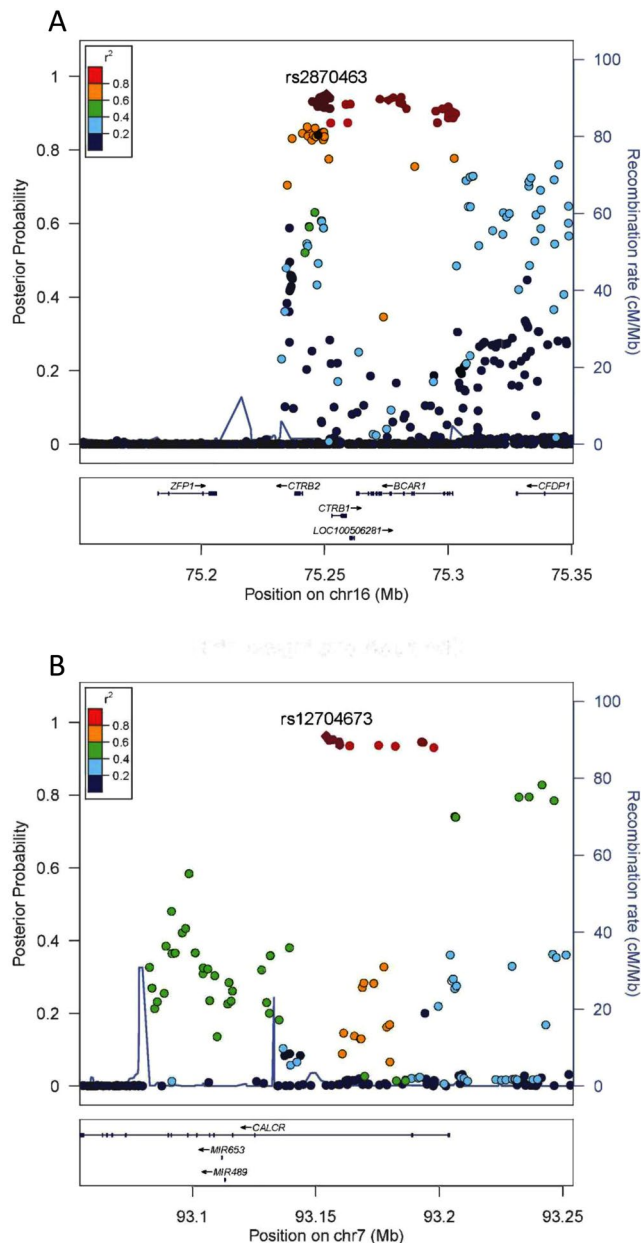 A
r²
0.8
0.6
0.4
0.2
rs2870463
1
0.8
0.6
0.4
0.2
0
Posterior Probability
100
80
60
40
20
0
Recombination rate (cM/Mb)
ZFP1→
←CTRB2
←BCAR1
←CFDP1
CTRB1→
LOC100506281→
75.2
75.25
75.3
75.35
Position on chr16 (Mb)
B
r²
0.8
0.6
0.4
0.2
rs12704673
1
0.8
0.6
0.4
0.2
0
Posterior Probability
100
80
60
40
20
0
Recombination rate (cM/Mb)
←CALCR
←MIR653
←MIR489
93.1
93.15
93.2
93.25
Position on chr7 (Mb)